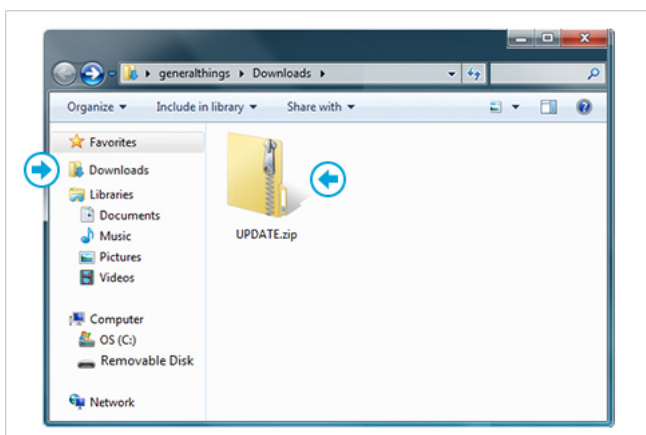 generalthings Downloads
Organize Include in library Share with
Favorites
Downloads
Libraries
Documents
Music
Pictures
Videos
Computer
OS (C:)
Removable Disk
Network
UPDATE.zip